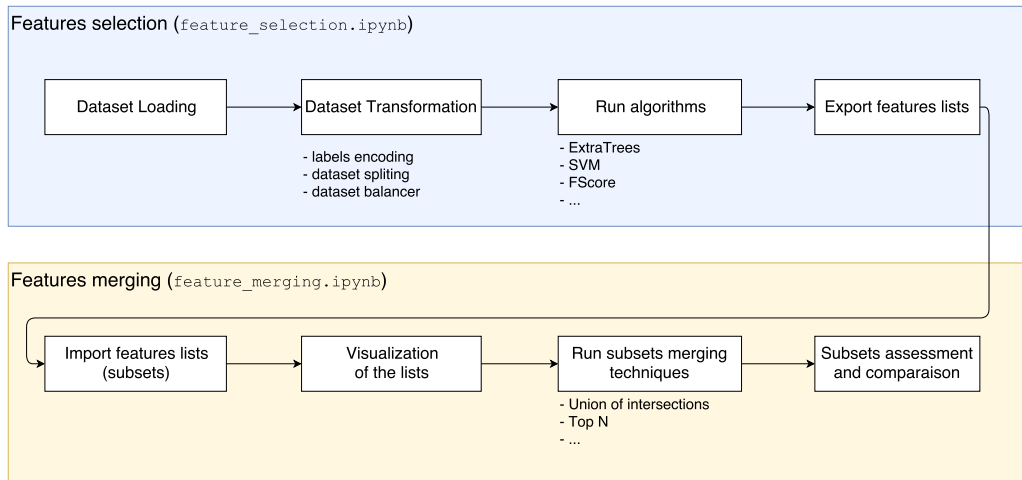 Features selection (feature_selection.ipynb)
Dataset Loading
Dataset Transformation
- labels encoding
- dataset spliting
- dataset balancer
Run algorithms
- ExtraTrees
- SVM
- FScore
- ...
Export features lists
Features merging (feature_merging.ipynb)
Import features lists
(subsets)
Visualization
of the lists
Run subsets merging
techniques
- Union of intersections
- Top N
- ...
Subsets assessment
and comparaison